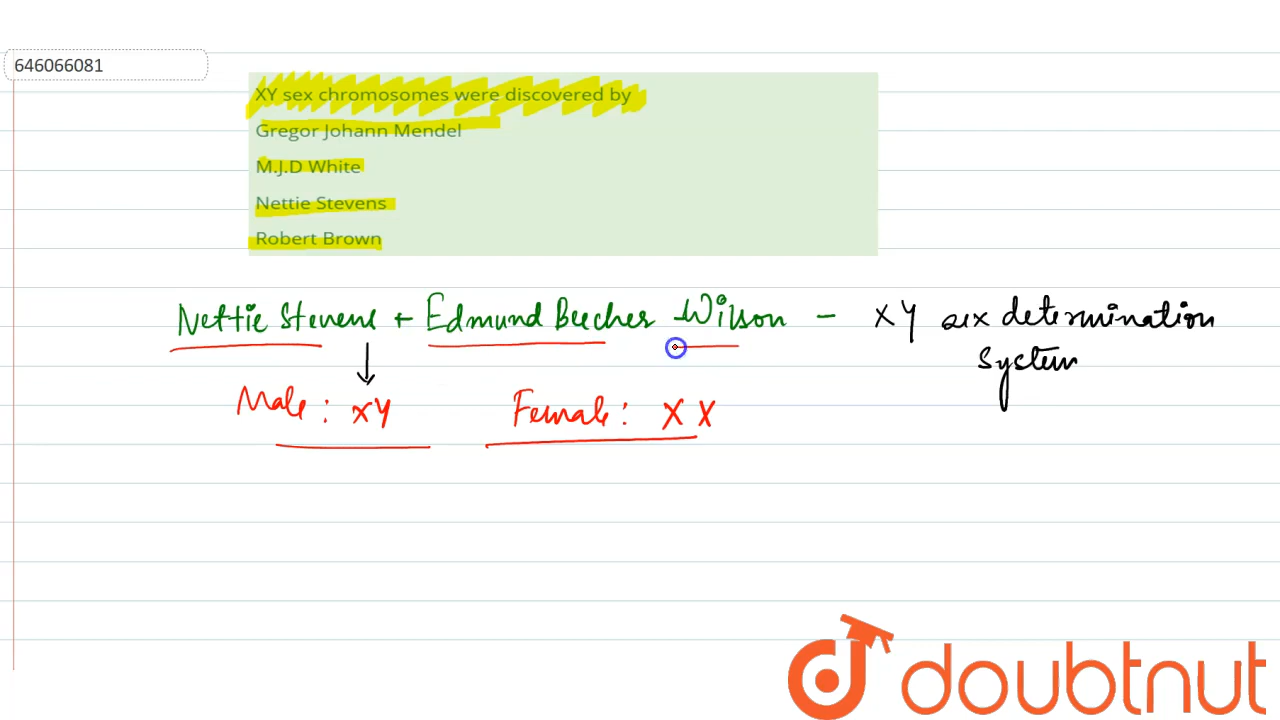 646066081
XY sex chromosomes were discovered by
Gregor Johann Mendel
M.J.D White
Nettie Stevens
Robert Brown
Nettie Stevens + Edmund Beecher Wilson - XY sex determination
System
Male: XY Female: XX
doubtnut